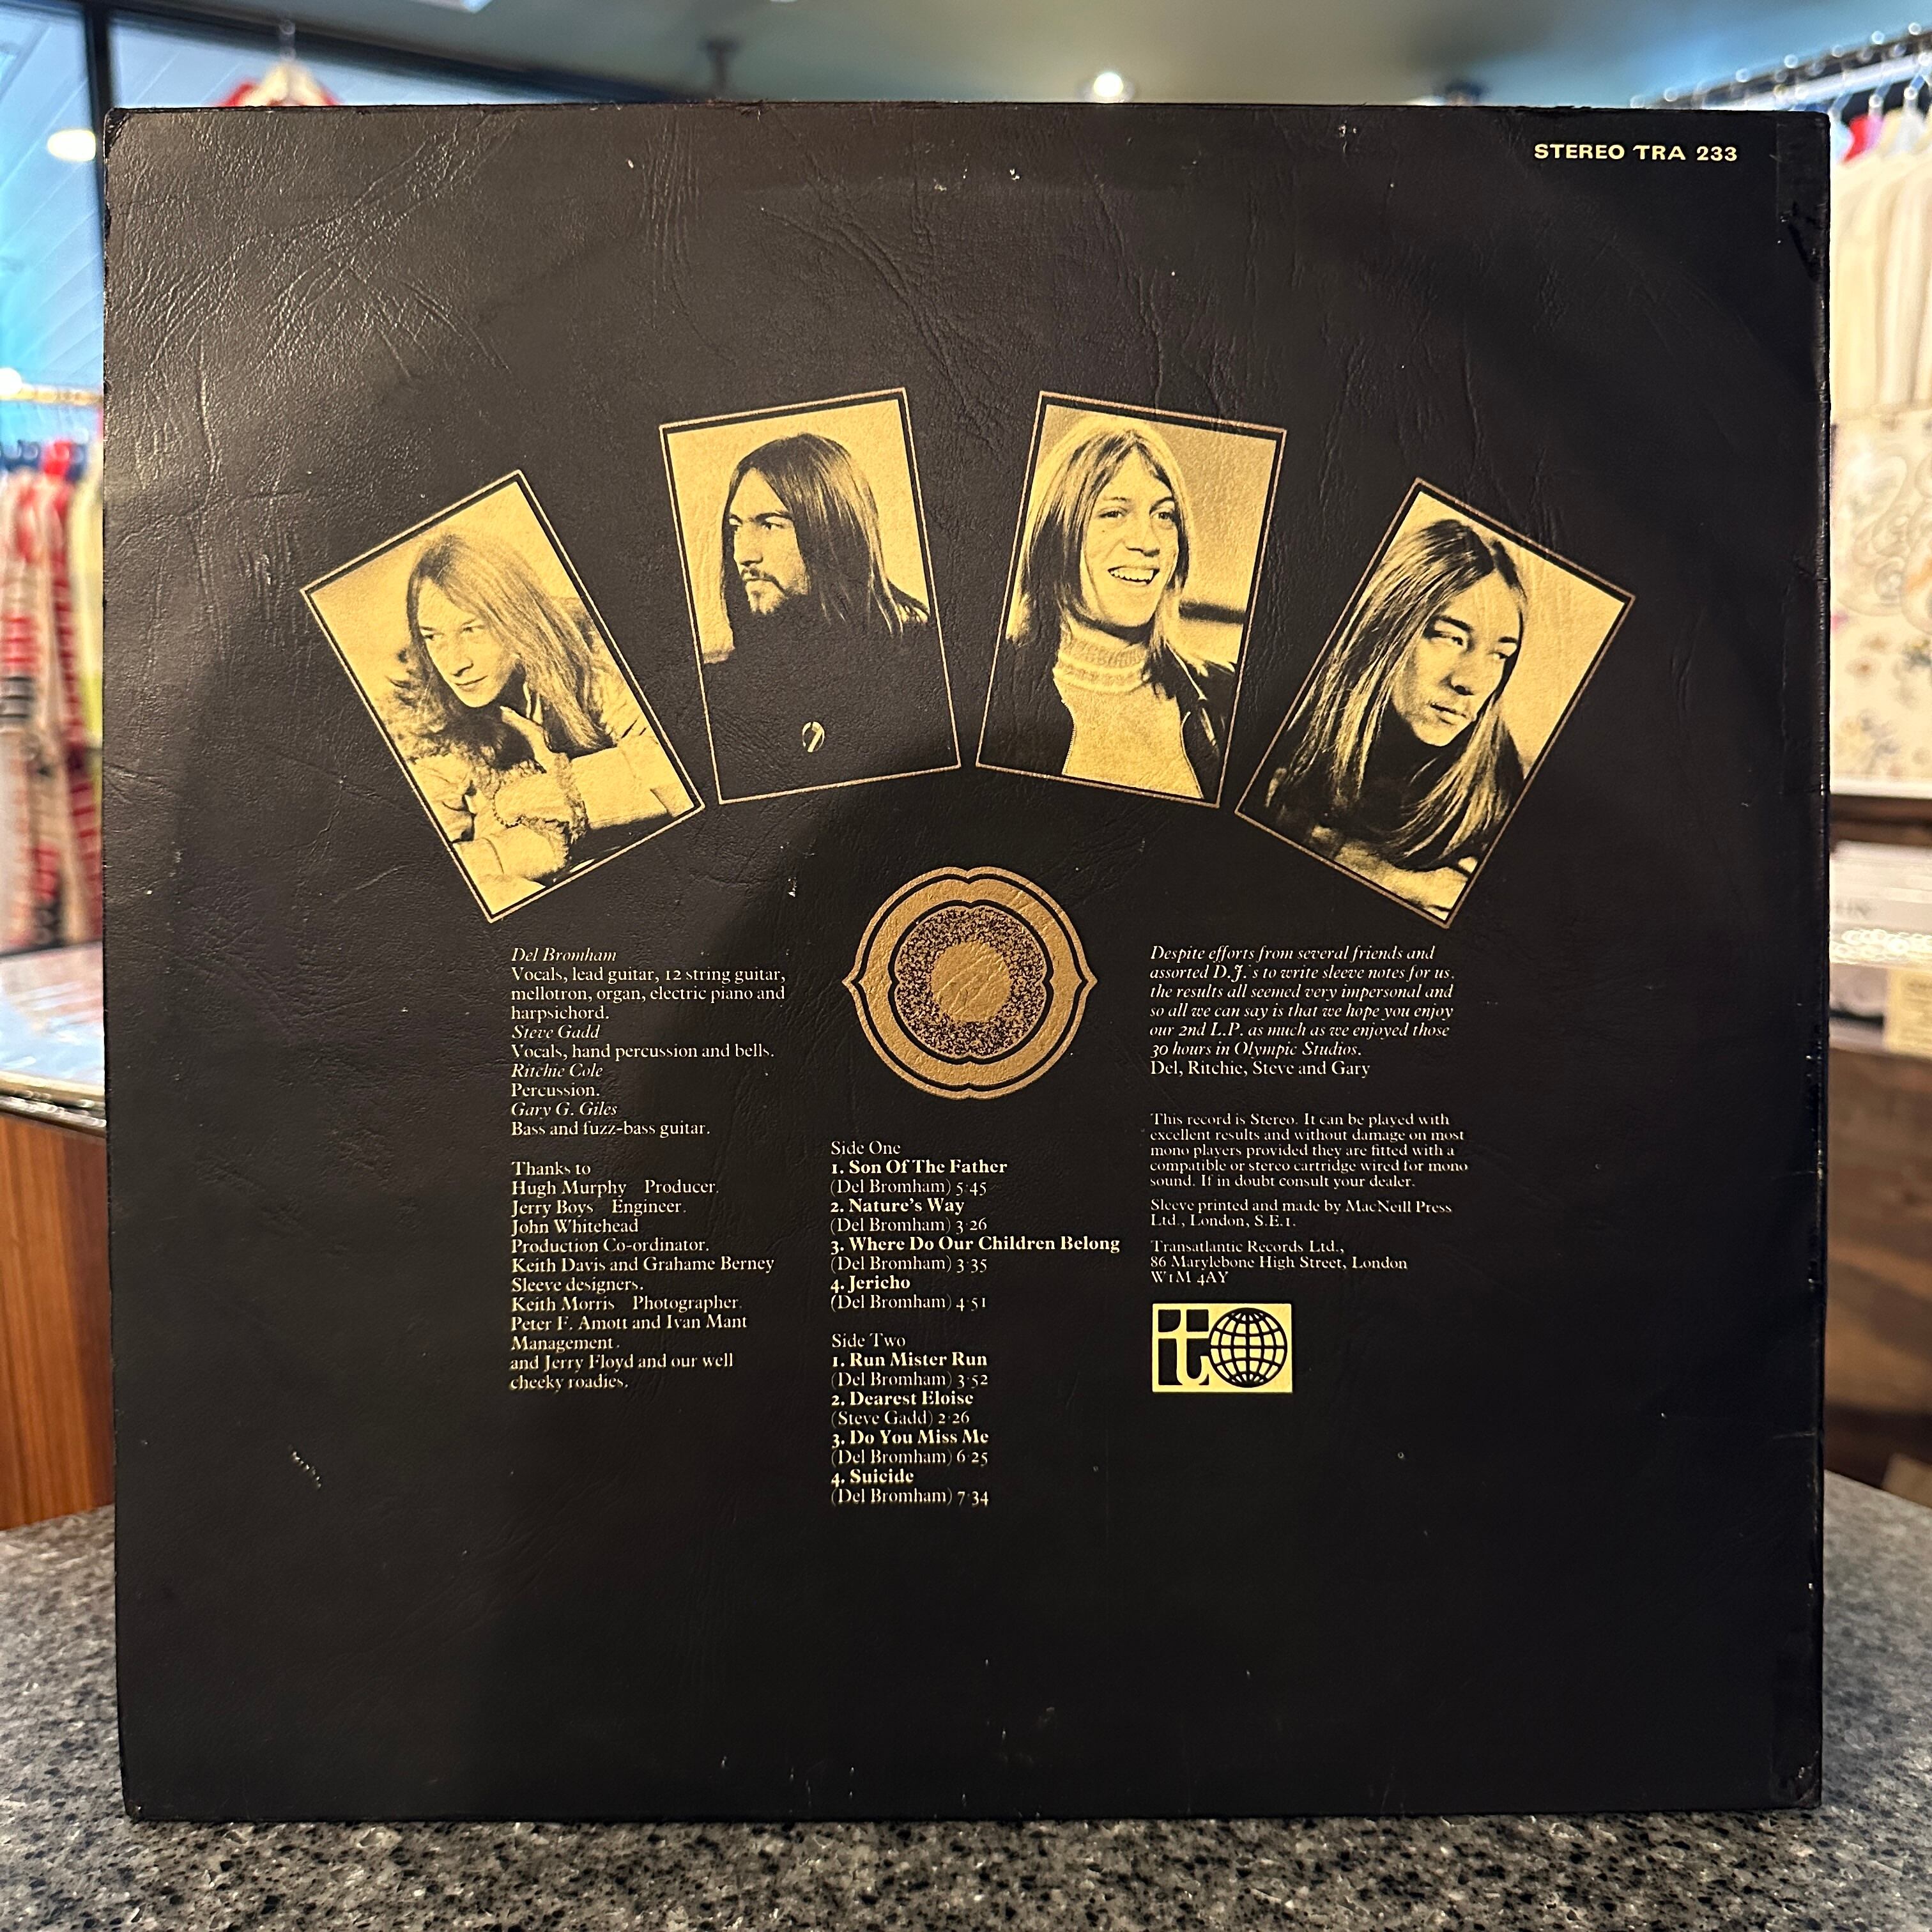 STEREO TRA 233
Del Bromham
Vocals, lead guitar, 12 string guitar,
mellotron, organ, electric piano and
harpsichord.
Steve Gadd
Vocals, hand percussion and bells.
Ritchie Cole
Percussion.
Gary G. Giles
Bass and fuzz-bass guitar.
Thanks to
Hugh Murphy Producer.
Jerry Boys Engineer.
John Whitehead
Production Co-ordinator.
Keith Davis and Grahame Berney
Sleeve designers.
Keith Morris Photographer.
Peter F. Amott and Ivan Mant
Management.
and Jerry Floyd and our well
cheeky roadies.
Side One
1. Son Of The Father
(Del Bromham) 5·45
2. Nature's Way
(Del Bromham) 3·26
3. Where Do Our Children Belong
(Del Bromham) 3·35
4. Jericho
(Del Bromham) 4·51
Side Two
1. Run Mister Run
(Del Bromham) 3·52
2. Dearest Eloise
(Steve Gadd) 2·26
3. Do You Miss Me
(Del Bromham) 6·25
4. Suicide
(Del Bromham) 7·34
Despite efforts from several friends and
assorted D.J.'s to write sleeve notes for us,
the results all seemed very impersonal and
so all we can say is that we hope you enjoy
our 2nd L.P. as much as we enjoyed those
30 hours in Olympic Studios.
Del, Ritchie, Steve and Gary
This record is Stereo. It can be played with
excellent results and without damage on most
mono players provided they are fitted with a
compatible or stereo cartridge wired for mono
sound. If in doubt consult your dealer.
Sleeve printed and made by MacNeill Press
Ltd., London, S.E.1.
Transatlantic Records Ltd.,
86 Marylebone High Street, London
W1M 4AY
it